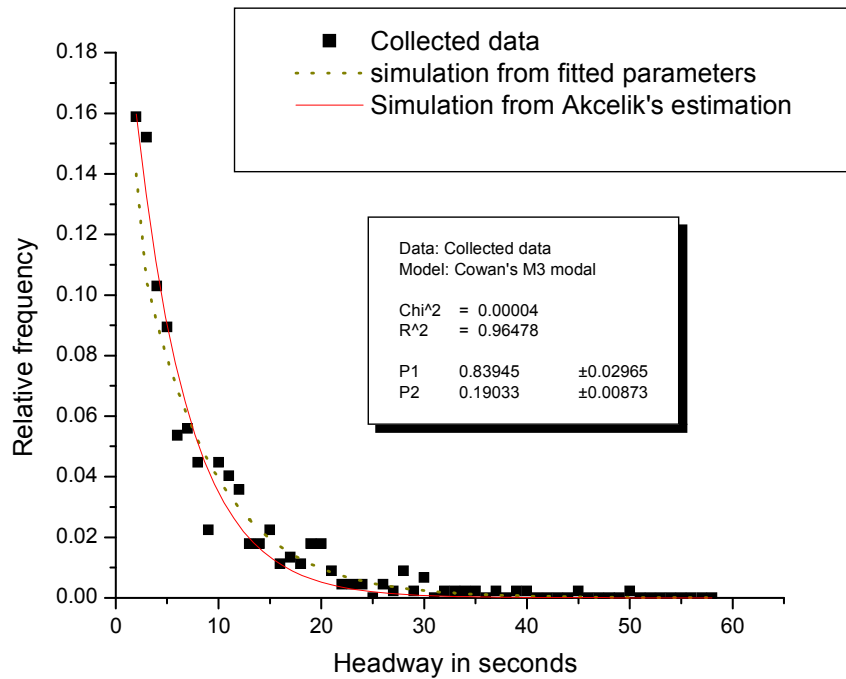 Collected data
simulation from fitted parameters
Simulation from Akcelik's estimation
0.18
0.16
0.14
0.12
0.10
0.08
0.06
0.04
0.02
0.00
Relative frequency
Data: Collected data
Model: Cowan's M3 modal
Chi^2 = 0.00004
R^2 = 0.96478
P1 0.83945 ±0.02965
P2 0.19033 ±0.00873
0 10 20 30 40 50 60
Headway in seconds